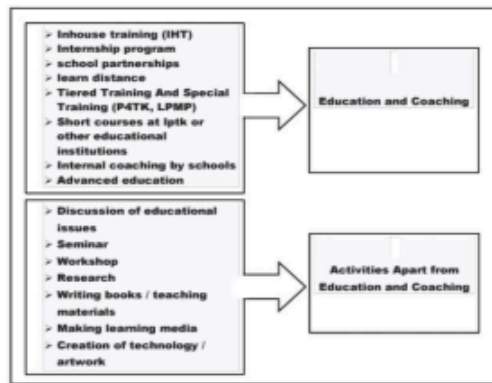 ➢ Inhouse training (IHT)
➢ Internship program
➢ school partnerships
➢ learn distance
➢ Tiered Training And Special
Training (P4TK, LPMP)
➢ Short courses at lptk or
other educational
institutions
➢ Internal coaching by schools
➢ Advanced education
Education and Coaching
➢ Discussion of educational
issues
➢ Seminar
➢ Workshop
➢ Research
➢ Writing books / teaching
materials
➢ Making learning media
➢ Creation of technology /
artwork
Activities Apart from
Education and Coaching